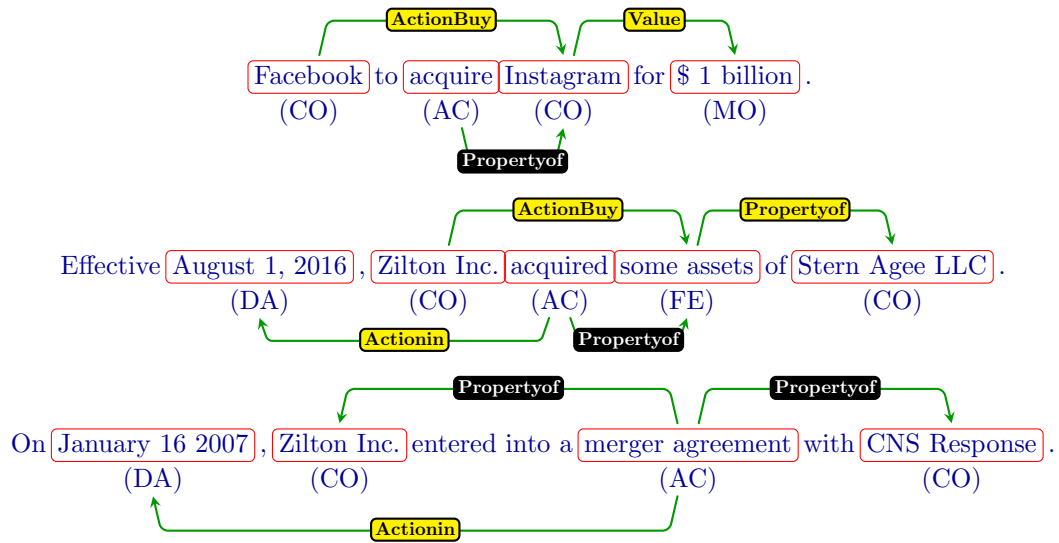 ActionBuy Value
Facebook to acquire Instagram for $ 1 billion .
(CO) (AC) (CO) (MO)
Propertyof
ActionBuy Propertyof
Effective August 1, 2016 , Zilton Inc. acquired some assets of Stern Agee LLC .
(DA) (CO) (AC) (FE) (CO)
Actionin Propertyof
Propertyof Propertyof
On January 16 2007 , Zilton Inc. entered into a merger agreement with CNS Response .
(DA) (CO) (AC) (CO)
Actionin